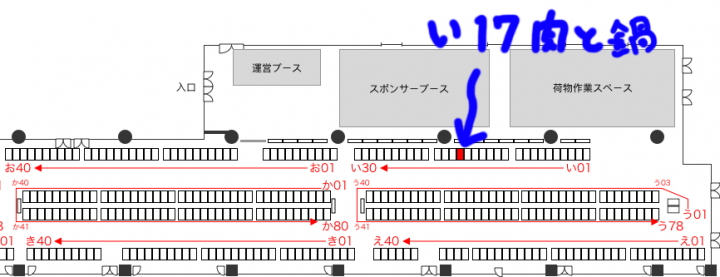 い17肉と鍋
運営ブース
スポンサーブース
荷物作業スペース
入口
お40 お01 い30 い01
か40 か01 う40 う03
う01
か41 か80 う41 う78
01 き40 き01 え40 え01